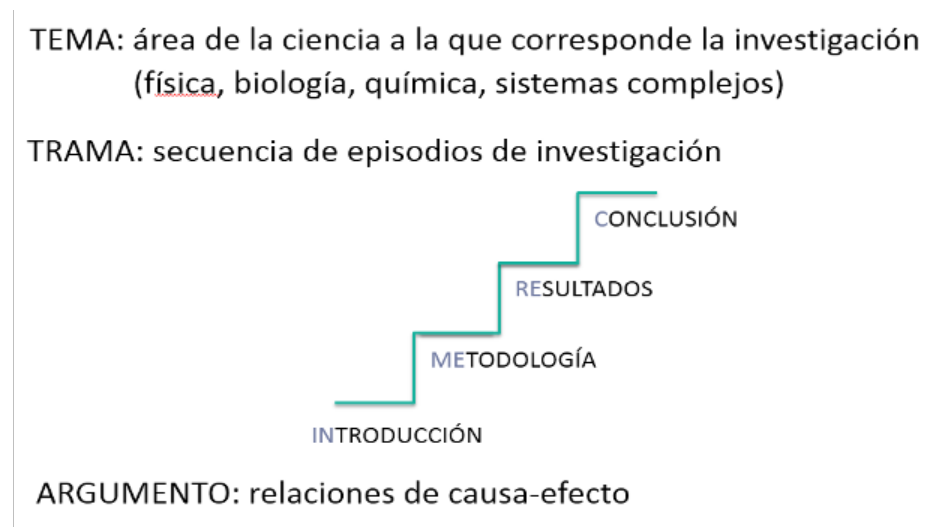 TEMA: área de la ciencia a la que corresponde la investigación
(física, biología, química, sistemas complejos)
TRAMA: secuencia de episodios de investigación
CONCLUSIÓN
RESULTADOS
METODOLOGÍA
INTRODUCCIÓN
ARGUMENTO: relaciones de causa-efecto